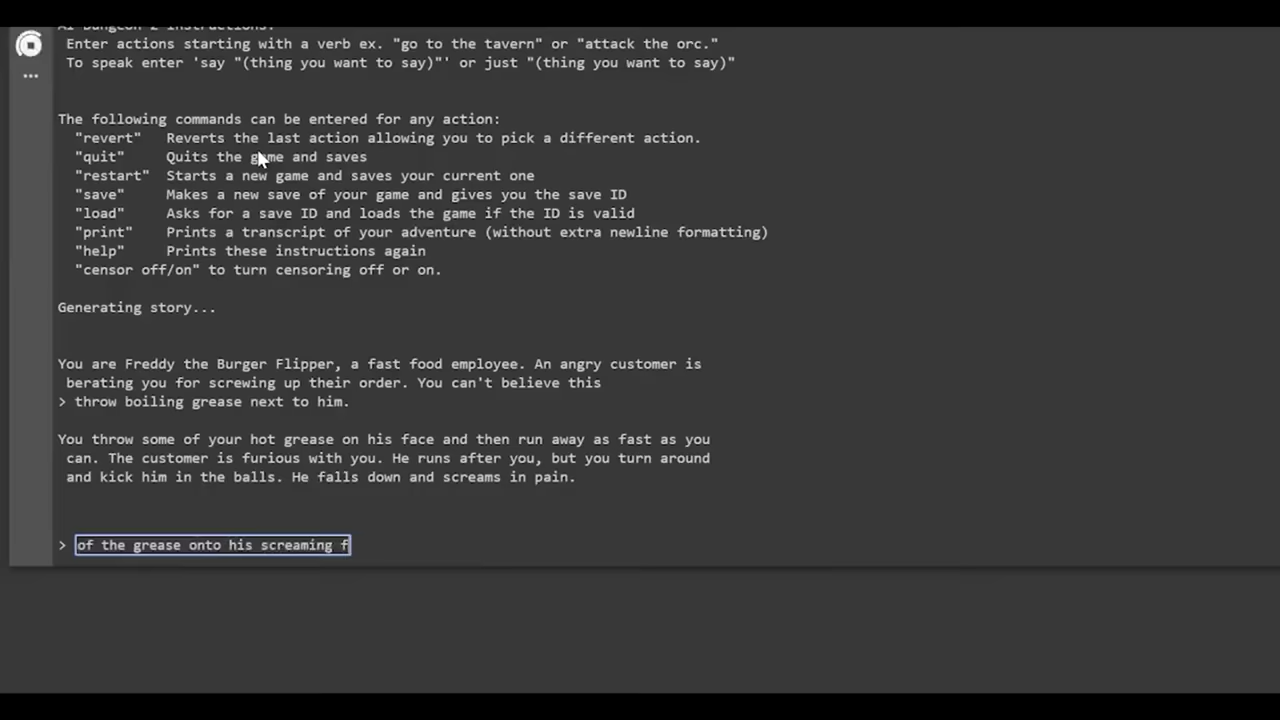 AI Dungeon 2 Instructions:
Enter actions starting with a verb ex. "go to the tavern" or "attack the orc."
To speak enter 'say "(thing you want to say)"' or just "(thing you want to say)"
The following commands can be entered for any action:
"revert" Reverts the last action allowing you to pick a different action.
"quit" Quits the game and saves
"restart" Starts a new game and saves your current one
"save" Makes a new save of your game and gives you the save ID
"load" Asks for a save ID and loads the game if the ID is valid
"print" Prints a transcript of your adventure (without extra newline formatting)
"help" Prints these instructions again
"censor off/on" to turn censoring off or on.
Generating story...
You are Freddy the Burger Flipper, a fast food employee. An angry customer is
berating you for screwing up their order. You can't believe this
> throw boiling grease next to him.
You throw some of your hot grease on his face and then run away as fast as you
can. The customer is furious with you. He runs after you, but you turn around
and kick him in the balls. He falls down and screams in pain.
> of the grease onto his screaming f